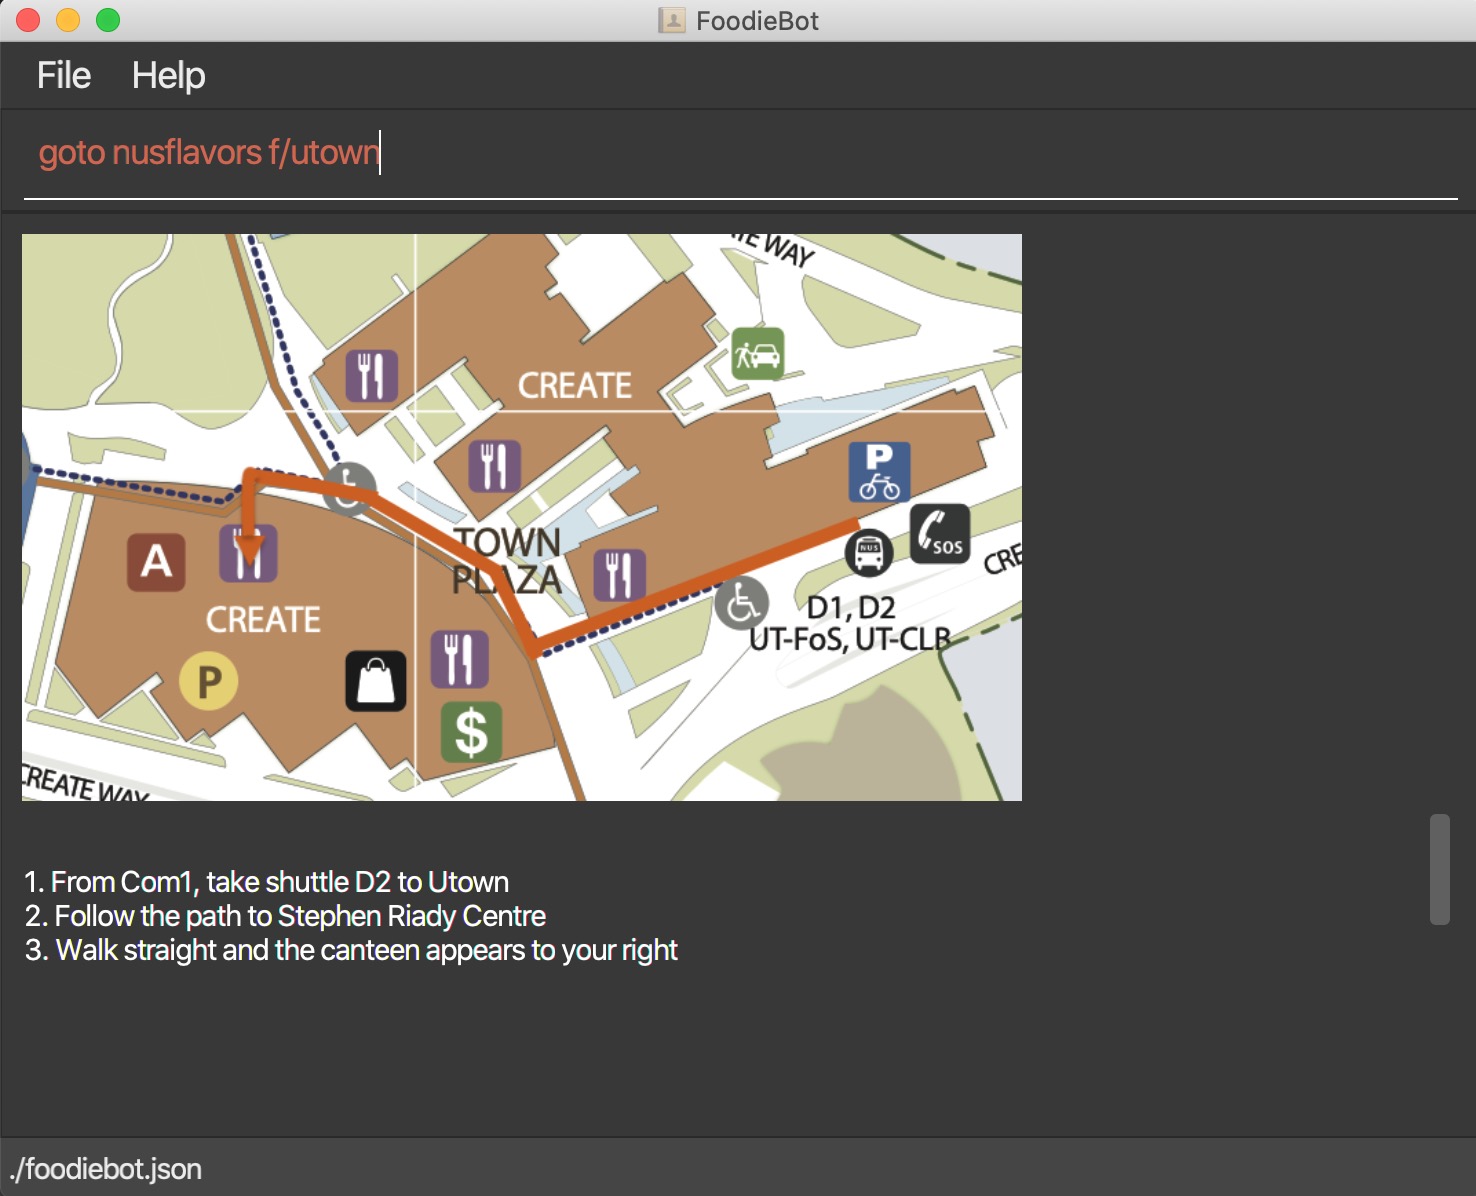 FoodieBot
File Help
goto nusflavors f/utown
CREATE
P
TOWN
PLAZA
NUS
SOS
A
CREATE
D1, D2
UT-FoS, UT-CLB
P
$
CREATE WAY
1. From Com1, take shuttle D2 to Utown
2. Follow the path to Stephen Riady Centre
3. Walk straight and the canteen appears to your right
./foodiebot.json